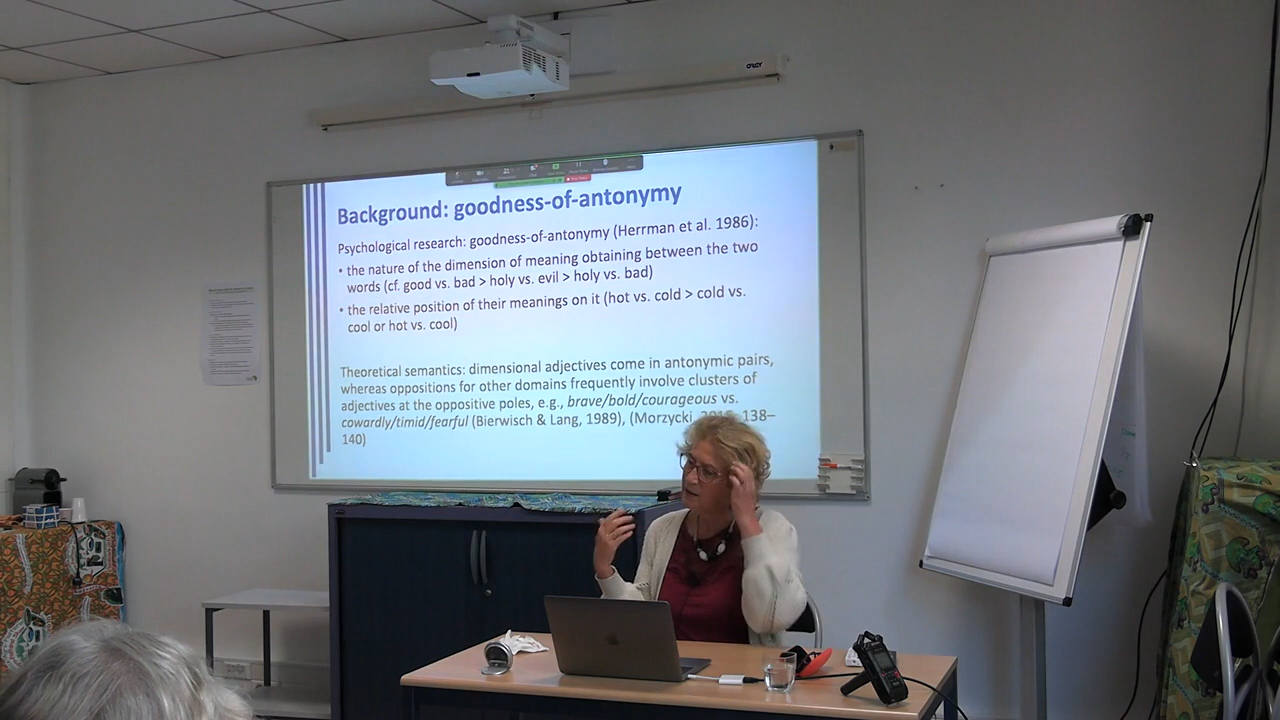 Background: goodness-of-antonymy
Psychological research: goodness-of-antonymy (Herrman et al. 1986):
• the nature of the dimension of meaning obtaining between the two
words (cf. good vs. bad > holy vs. evil > holy vs. bad)
• the relative position of their meanings on it (hot vs. cold > cold vs.
cool or hot vs. cool)
Theoretical semantics: dimensional adjectives come in antonymic pairs,
whereas oppositions for other domains frequently involve clusters of
adjectives at the oppositive poles, e.g., brave/bold/courageous vs.
cowardly/timid/fearful (Bierwisch & Lang, 1989), (Morzycki, 138–
140)